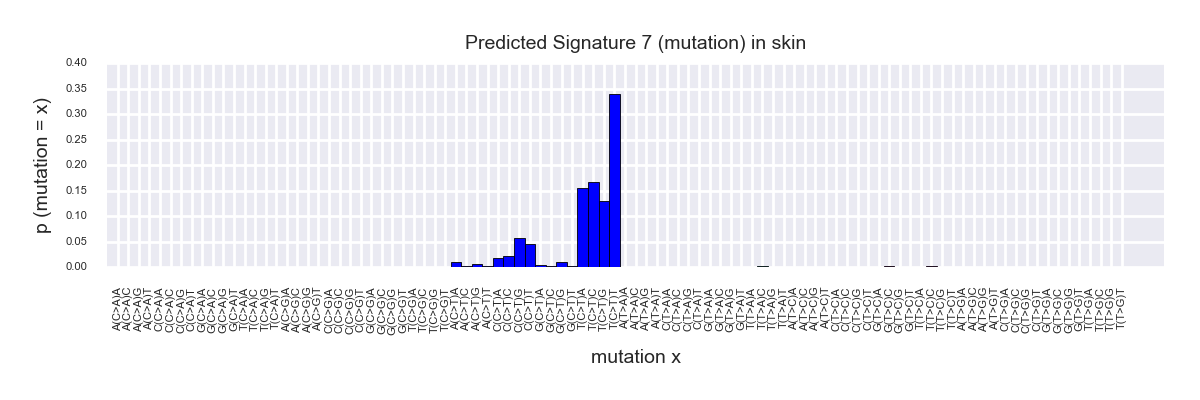 Predicted Signature 7 (mutation) in skin
p (mutation = x)
0.40
0.35
0.30
0.25
0.20
0.15
0.10
0.05
0.00
A(C>A)A
A(C>A)C
A(C>A)G
A(C>A)T
C(C>A)A
C(C>A)C
C(C>A)G
C(C>A)T
G(C>A)A
G(C>A)C
G(C>A)G
G(C>A)T
T(C>A)A
T(C>A)C
T(C>A)G
T(C>A)T
A(C>G)A
A(C>G)C
A(C>G)G
A(C>G)T
C(C>G)A
C(C>G)C
C(C>G)G
C(C>G)T
G(C>G)A
G(C>G)C
G(C>G)G
G(C>G)T
T(C>G)A
T(C>G)C
T(C>G)G
T(C>G)T
A(C>T)A
A(C>T)C
A(C>T)G
A(C>T)T
C(C>T)A
C(C>T)C
C(C>T)G
C(C>T)T
G(C>T)A
G(C>T)C
G(C>T)G
G(C>T)T
T(C>T)A
T(C>T)C
T(C>T)G
T(C>T)T
A(T>A)A
A(T>A)C
A(T>A)G
A(T>A)T
C(T>A)A
C(T>A)C
C(T>A)G
C(T>A)T
G(T>A)A
G(T>A)C
G(T>A)G
G(T>A)T
T(T>A)A
T(T>A)C
T(T>A)G
T(T>A)T
A(T>C)A
A(T>C)C
A(T>C)G
A(T>C)T
C(T>C)A
C(T>C)C
C(T>C)G
C(T>C)T
G(T>C)A
G(T>C)C
G(T>C)G
G(T>C)T
T(T>C)A
T(T>C)C
T(T>C)G
T(T>C)T
A(T>G)A
A(T>G)C
A(T>G)G
A(T>G)T
C(T>G)A
C(T>G)C
C(T>G)G
C(T>G)T
G(T>G)A
G(T>G)C
G(T>G)G
G(T>G)T
T(T>G)A
T(T>G)C
T(T>G)G
T(T>G)T
mutation x